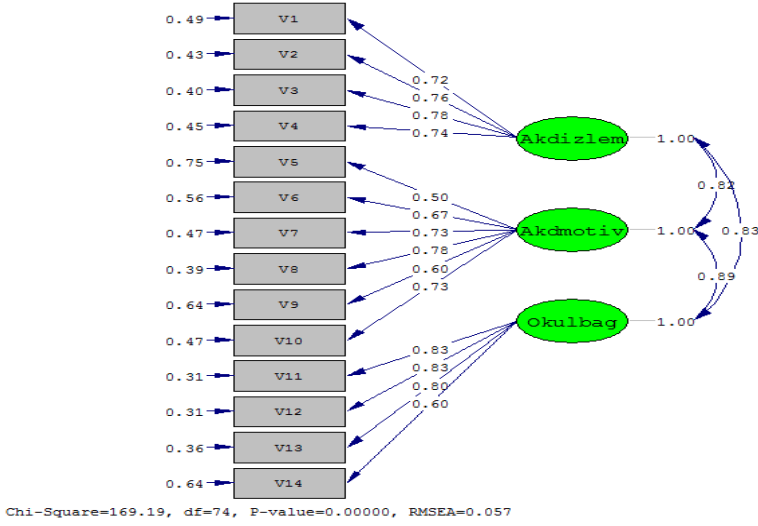 0.49 V1
0.43 V2
0.40 V3
0.45 V4
0.75 V5
0.56 V6
0.47 V7
0.39 V8
0.64 V9
0.47 V10
0.31 V11
0.31 V12
0.36 V13
0.64 V14
0.72
0.76
0.78
0.74
0.50
0.67
0.73
0.78
0.60
0.73
0.83
0.83
0.80
0.60
Akdizlem 1.00
Akdmotiv 1.00
Okulbag 1.00
0.82
0.83
0.89
Chi-Square=169.19, df=74, P-value=0.00000, RMSEA=0.057